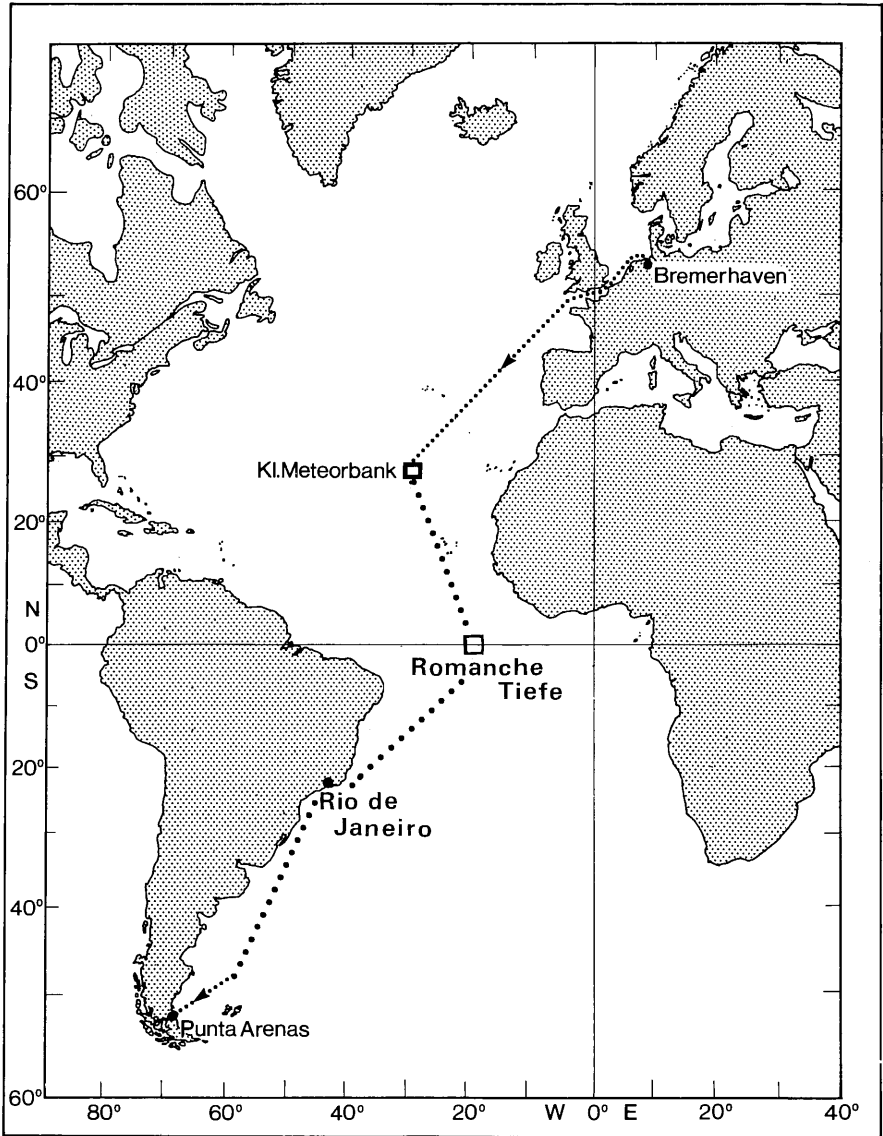 60°
Bremerhaven
40°
Kl.Meteorbank
20°
N
0°
S
Romanche
Tiefe
20°
Rio de
Janeiro
40°
Punta Arenas
60°
80° 60° 40° 20° W 0° E 20° 40°